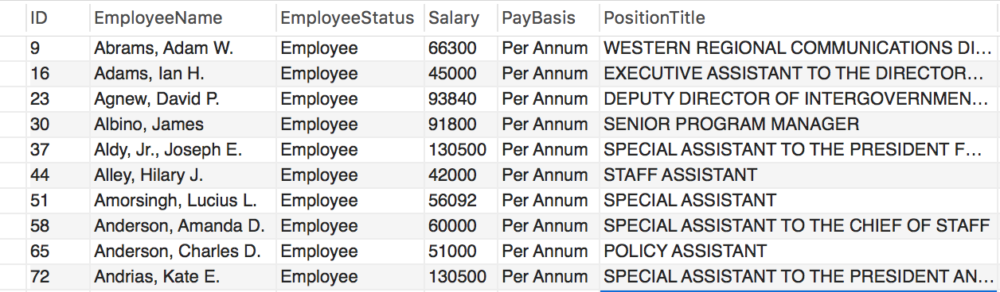 ID EmployeeName EmployeeStatus Salary PayBasis PositionTitle
9 Abrams, Adam W. Employee 66300 Per Annum WESTERN REGIONAL COMMUNICATIONS DI...
16 Adams, Ian H. Employee 45000 Per Annum EXECUTIVE ASSISTANT TO THE DIRECTOR...
23 Agnew, David P. Employee 93840 Per Annum DEPUTY DIRECTOR OF INTERGOVERNMEN...
30 Albino, James Employee 91800 Per Annum SENIOR PROGRAM MANAGER
37 Aldy, Jr., Joseph E. Employee 130500 Per Annum SPECIAL ASSISTANT TO THE PRESIDENT F...
44 Alley, Hilary J. Employee 42000 Per Annum STAFF ASSISTANT
51 Amorsingh, Lucius L. Employee 56092 Per Annum SPECIAL ASSISTANT
58 Anderson, Amanda D. Employee 60000 Per Annum SPECIAL ASSISTANT TO THE CHIEF OF STAFF
65 Anderson, Charles D. Employee 51000 Per Annum POLICY ASSISTANT
72 Andrias, Kate E. Employee 130500 Per Annum SPECIAL ASSISTANT TO THE PRESIDENT AN...